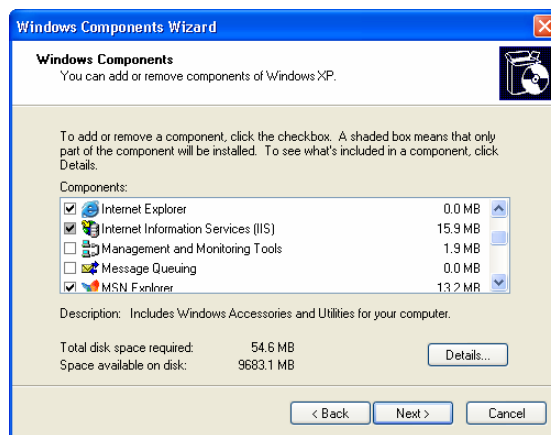 Windows Components Wizard
Windows Components
You can add or remove components of Windows XP.
To add or remove a component, click the checkbox. A shaded box means that only
part of the component will be installed. To see what's included in a component, click
Details.
Components:
Internet Explorer 0.0 MB
Internet Information Services (IIS) 15.9 MB
Management and Monitoring Tools 1.9 MB
Message Queuing 0.0 MB
MSN Explorer 13.2 MB
Description: Includes Windows Accessories and Utilities for your computer.
Total disk space required: 54.6 MB
Space available on disk: 9683.1 MB
Details...
< Back
Next >
Cancel